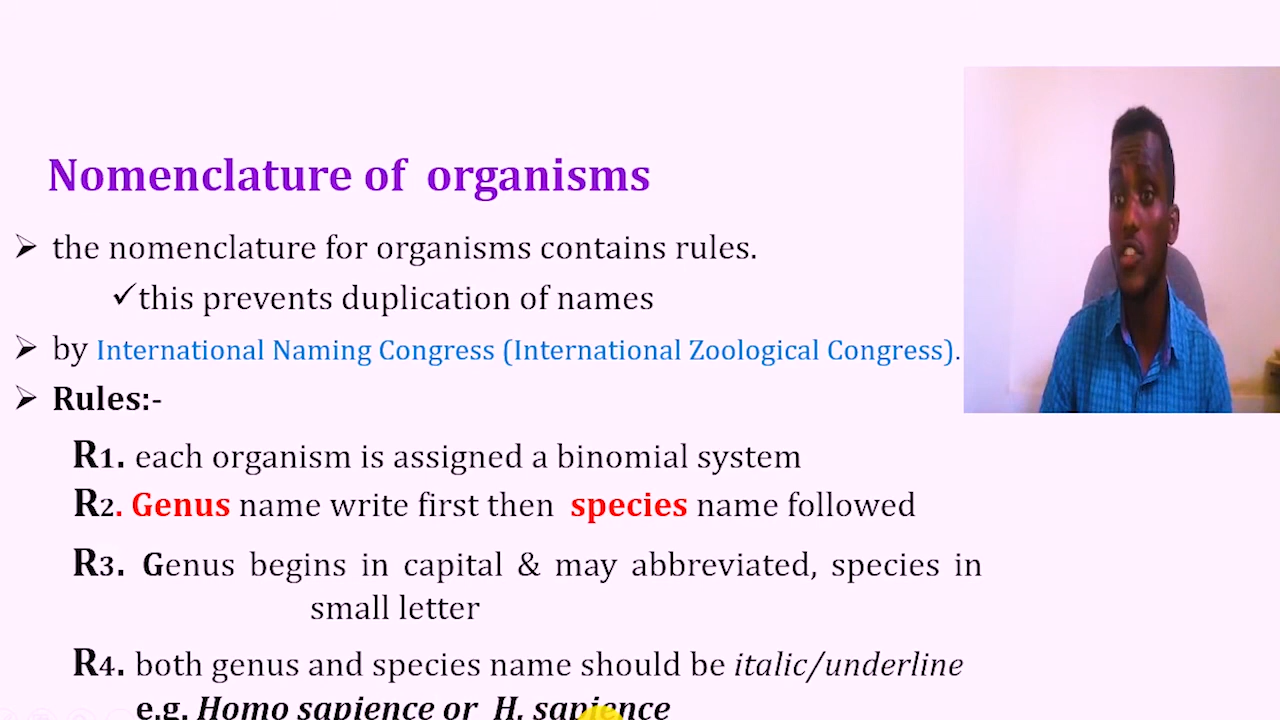 Nomenclature of organisms
➢ the nomenclature for organisms contains rules.
✓this prevents duplication of names
➢ by International Naming Congress (International Zoological Congress).
➢ Rules:-
R1. each organism is assigned a binomial system
R2. Genus name write first then species name followed
R3. Genus begins in capital & may abbreviated, species in
small letter
R4. both genus and species name should be italic/underline
e.g. Homo sapience or H. sapience